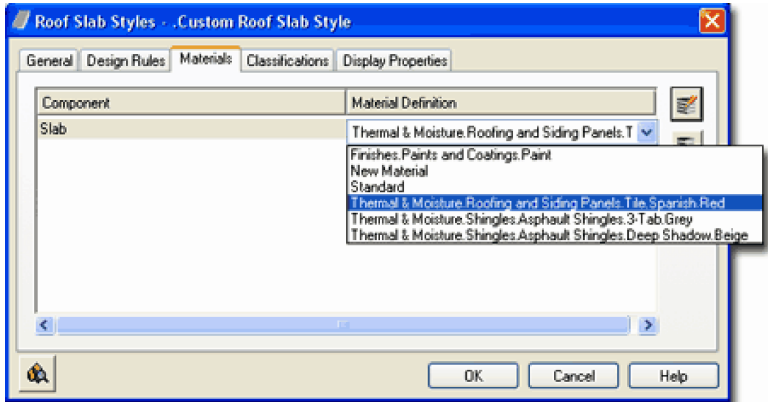 Roof Slab Styles - .Custom Roof Slab Style
General Design Rules Materials Classifications Display Properties
Component Material Definition
Slab Thermal & Moisture.Roofing and Siding Panels.T
Finishes.Paints and Coatings.Paint
New Material
Standard
Thermal & Moisture.Roofing and Siding Panels.Tile.Spanish.Red
Thermal & Moisture.Shingles.Asphault Shingles.3-Tab.Grey
Thermal & Moisture.Shingles.Asphault Shingles.Deep Shadow.Beige
OK Cancel Help